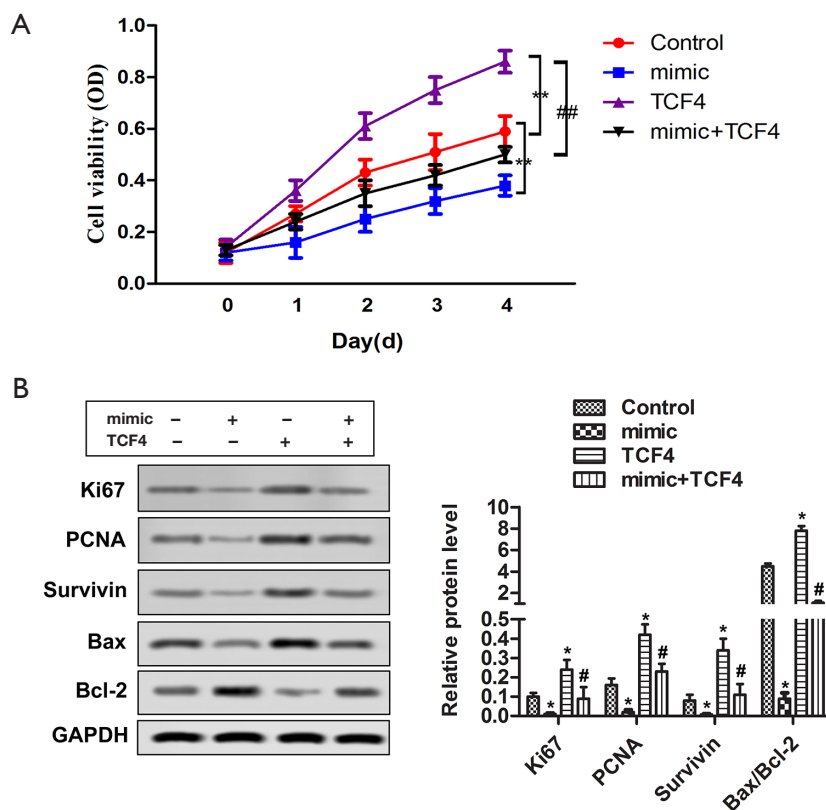 A
Cell viability (OD)
1.0
0.8
0.6
0.4
0.2
0.0
0 1 2 3 4
Day(d)
**
##
**
Control
mimic
TCF4
mimic+TCF4
B
mimic – + – +
TCF4 – – + +
Ki67
PCNA
Survivin
Bax
Bcl-2
GAPDH
Control
mimic
TCF4
mimic+TCF4
Relative protein level
10
8
6
4
2
0.5
0.4
0.3
0.2
0.1
0.0
* * #
* * #
* * #
* * #
Ki67 PCNA Survivin Bax/Bcl-2